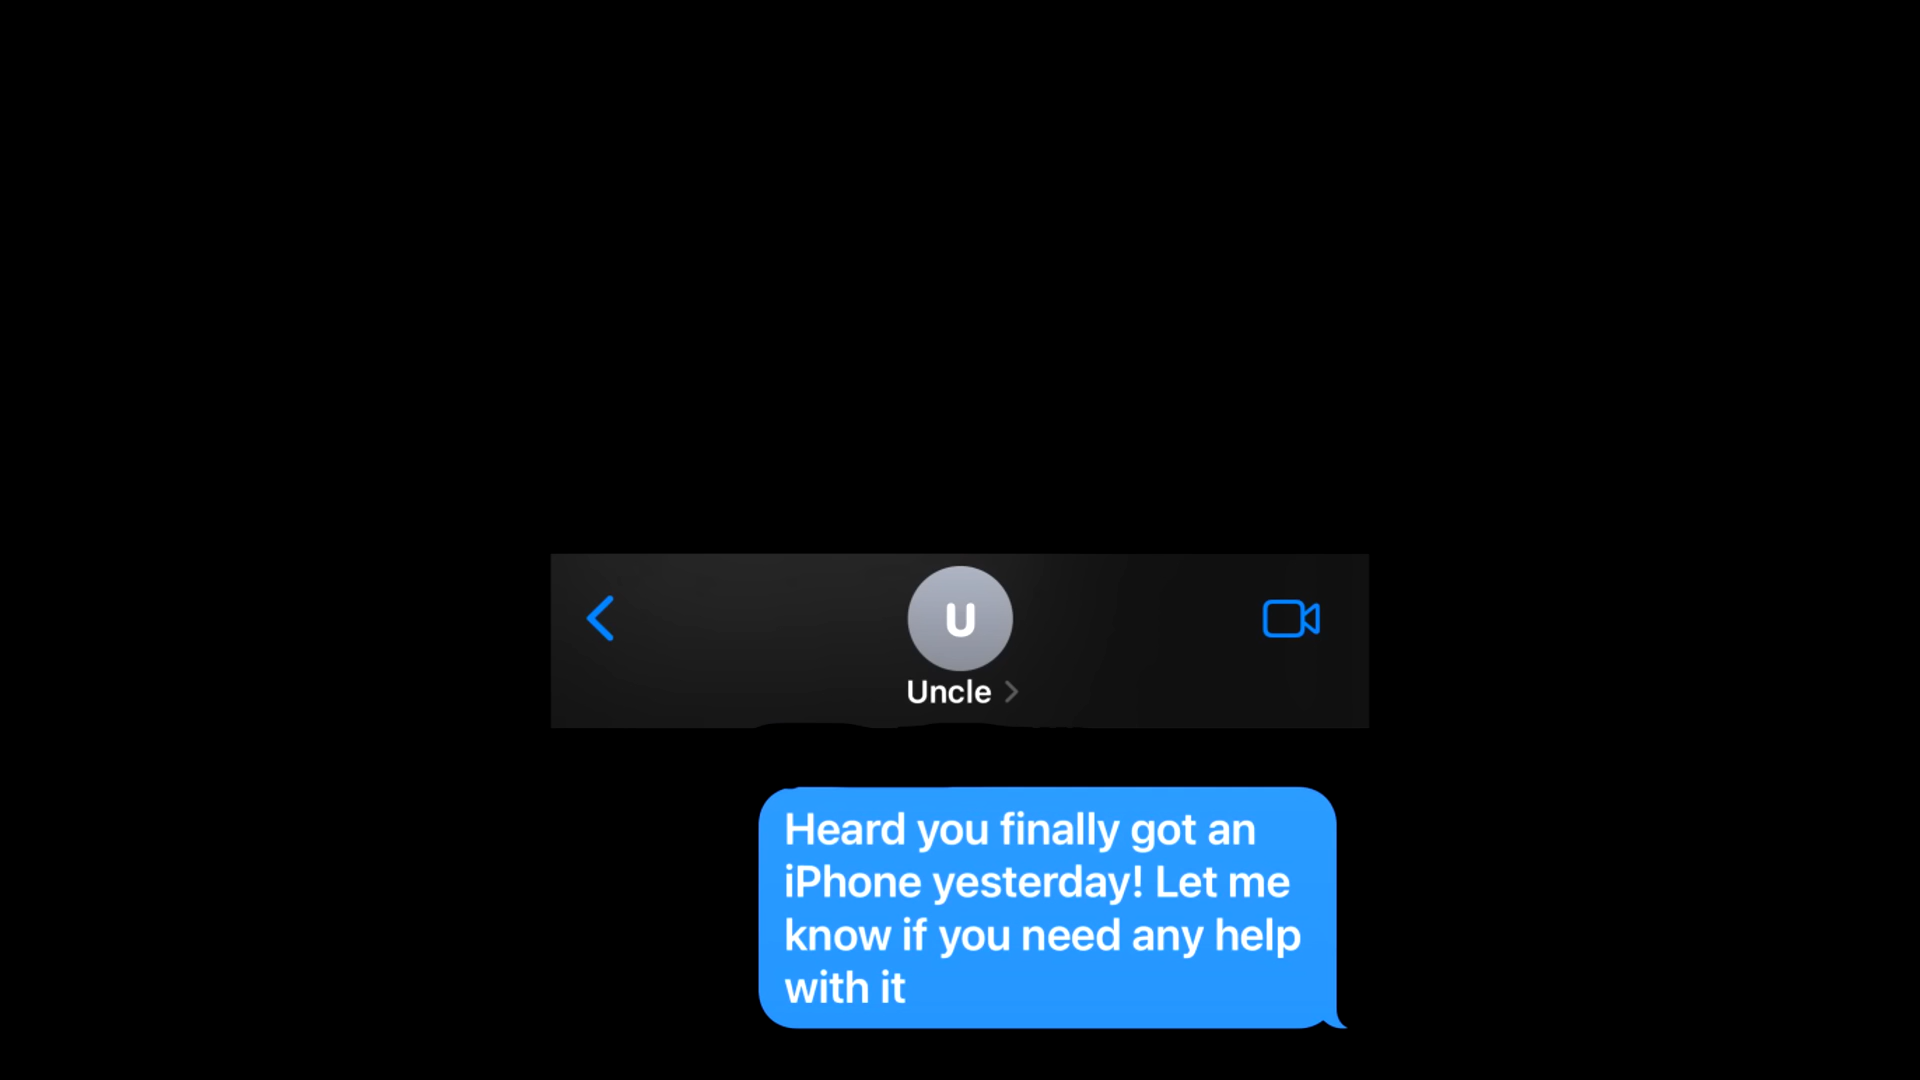 U
Uncle
Heard you finally got an
iPhone yesterday! Let me
know if you need any help
with it